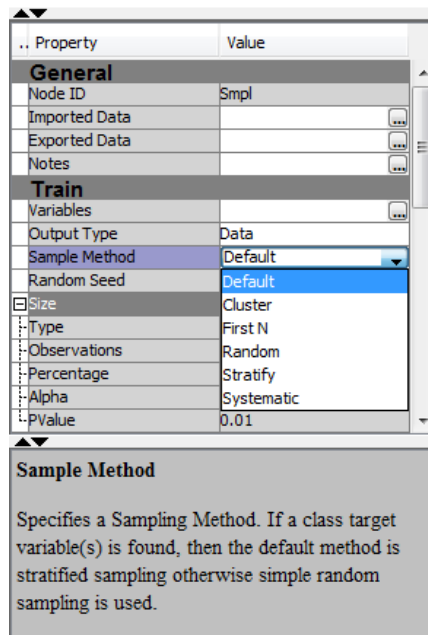 .. Property Value
General
Node ID Smpl
Imported Data ...
Exported Data ...
Notes ...
Train
Variables ...
Output Type Data
Sample Method Default
Random Seed Default
Size Cluster
Type First N
Observations Random
Percentage Stratify
Alpha Systematic
PValue 0.01
Sample Method
Specifies a Sampling Method. If a class target
variable(s) is found, then the default method is
stratified sampling otherwise simple random
sampling is used.